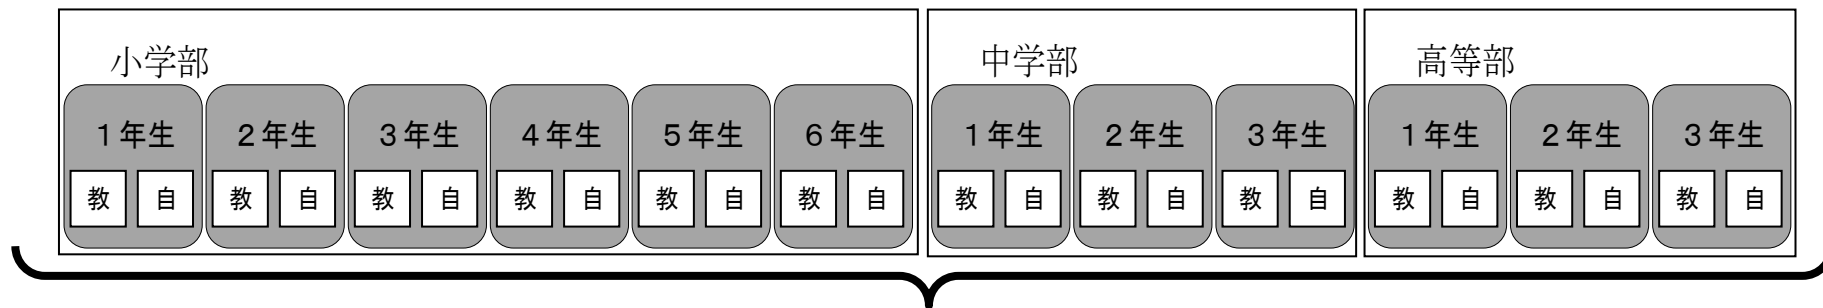 小学部 中学部 高等部
1年生 2年生 3年生 4年生 5年生 6年生 1年生 2年生 3年生 1年生 2年生 3年生
教 自 教 自 教 自 教 自 教 自 教 自 教 自 教 自 教 自 教 自 教 自 教 自